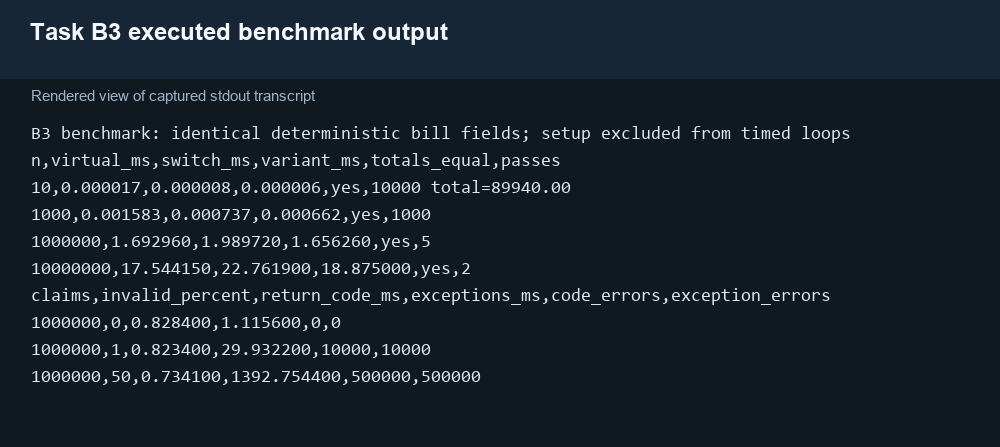 Task B3 executed benchmark output
Rendered view of captured stdout transcript
B3 benchmark: identical deterministic bill fields; setup excluded from timed loops
n,virtual_ms,switch_ms,variant_ms,totals_equal,passes
10,0.000017,0.000008,0.000006,yes,10000 total=89940.00
1000,0.001583,0.000737,0.000662,yes,1000
1000000,1.692960,1.989720,1.656260,yes,5
10000000,17.544150,22.761900,18.875000,yes,2
claims,invalid_percent,return_code_ms,exceptions_ms,code_errors,exception_errors
1000000,0,0.828400,1.115600,0,0
1000000,1,0.823400,29.932200,10000,10000
1000000,50,0.734100,1392.754400,500000,500000